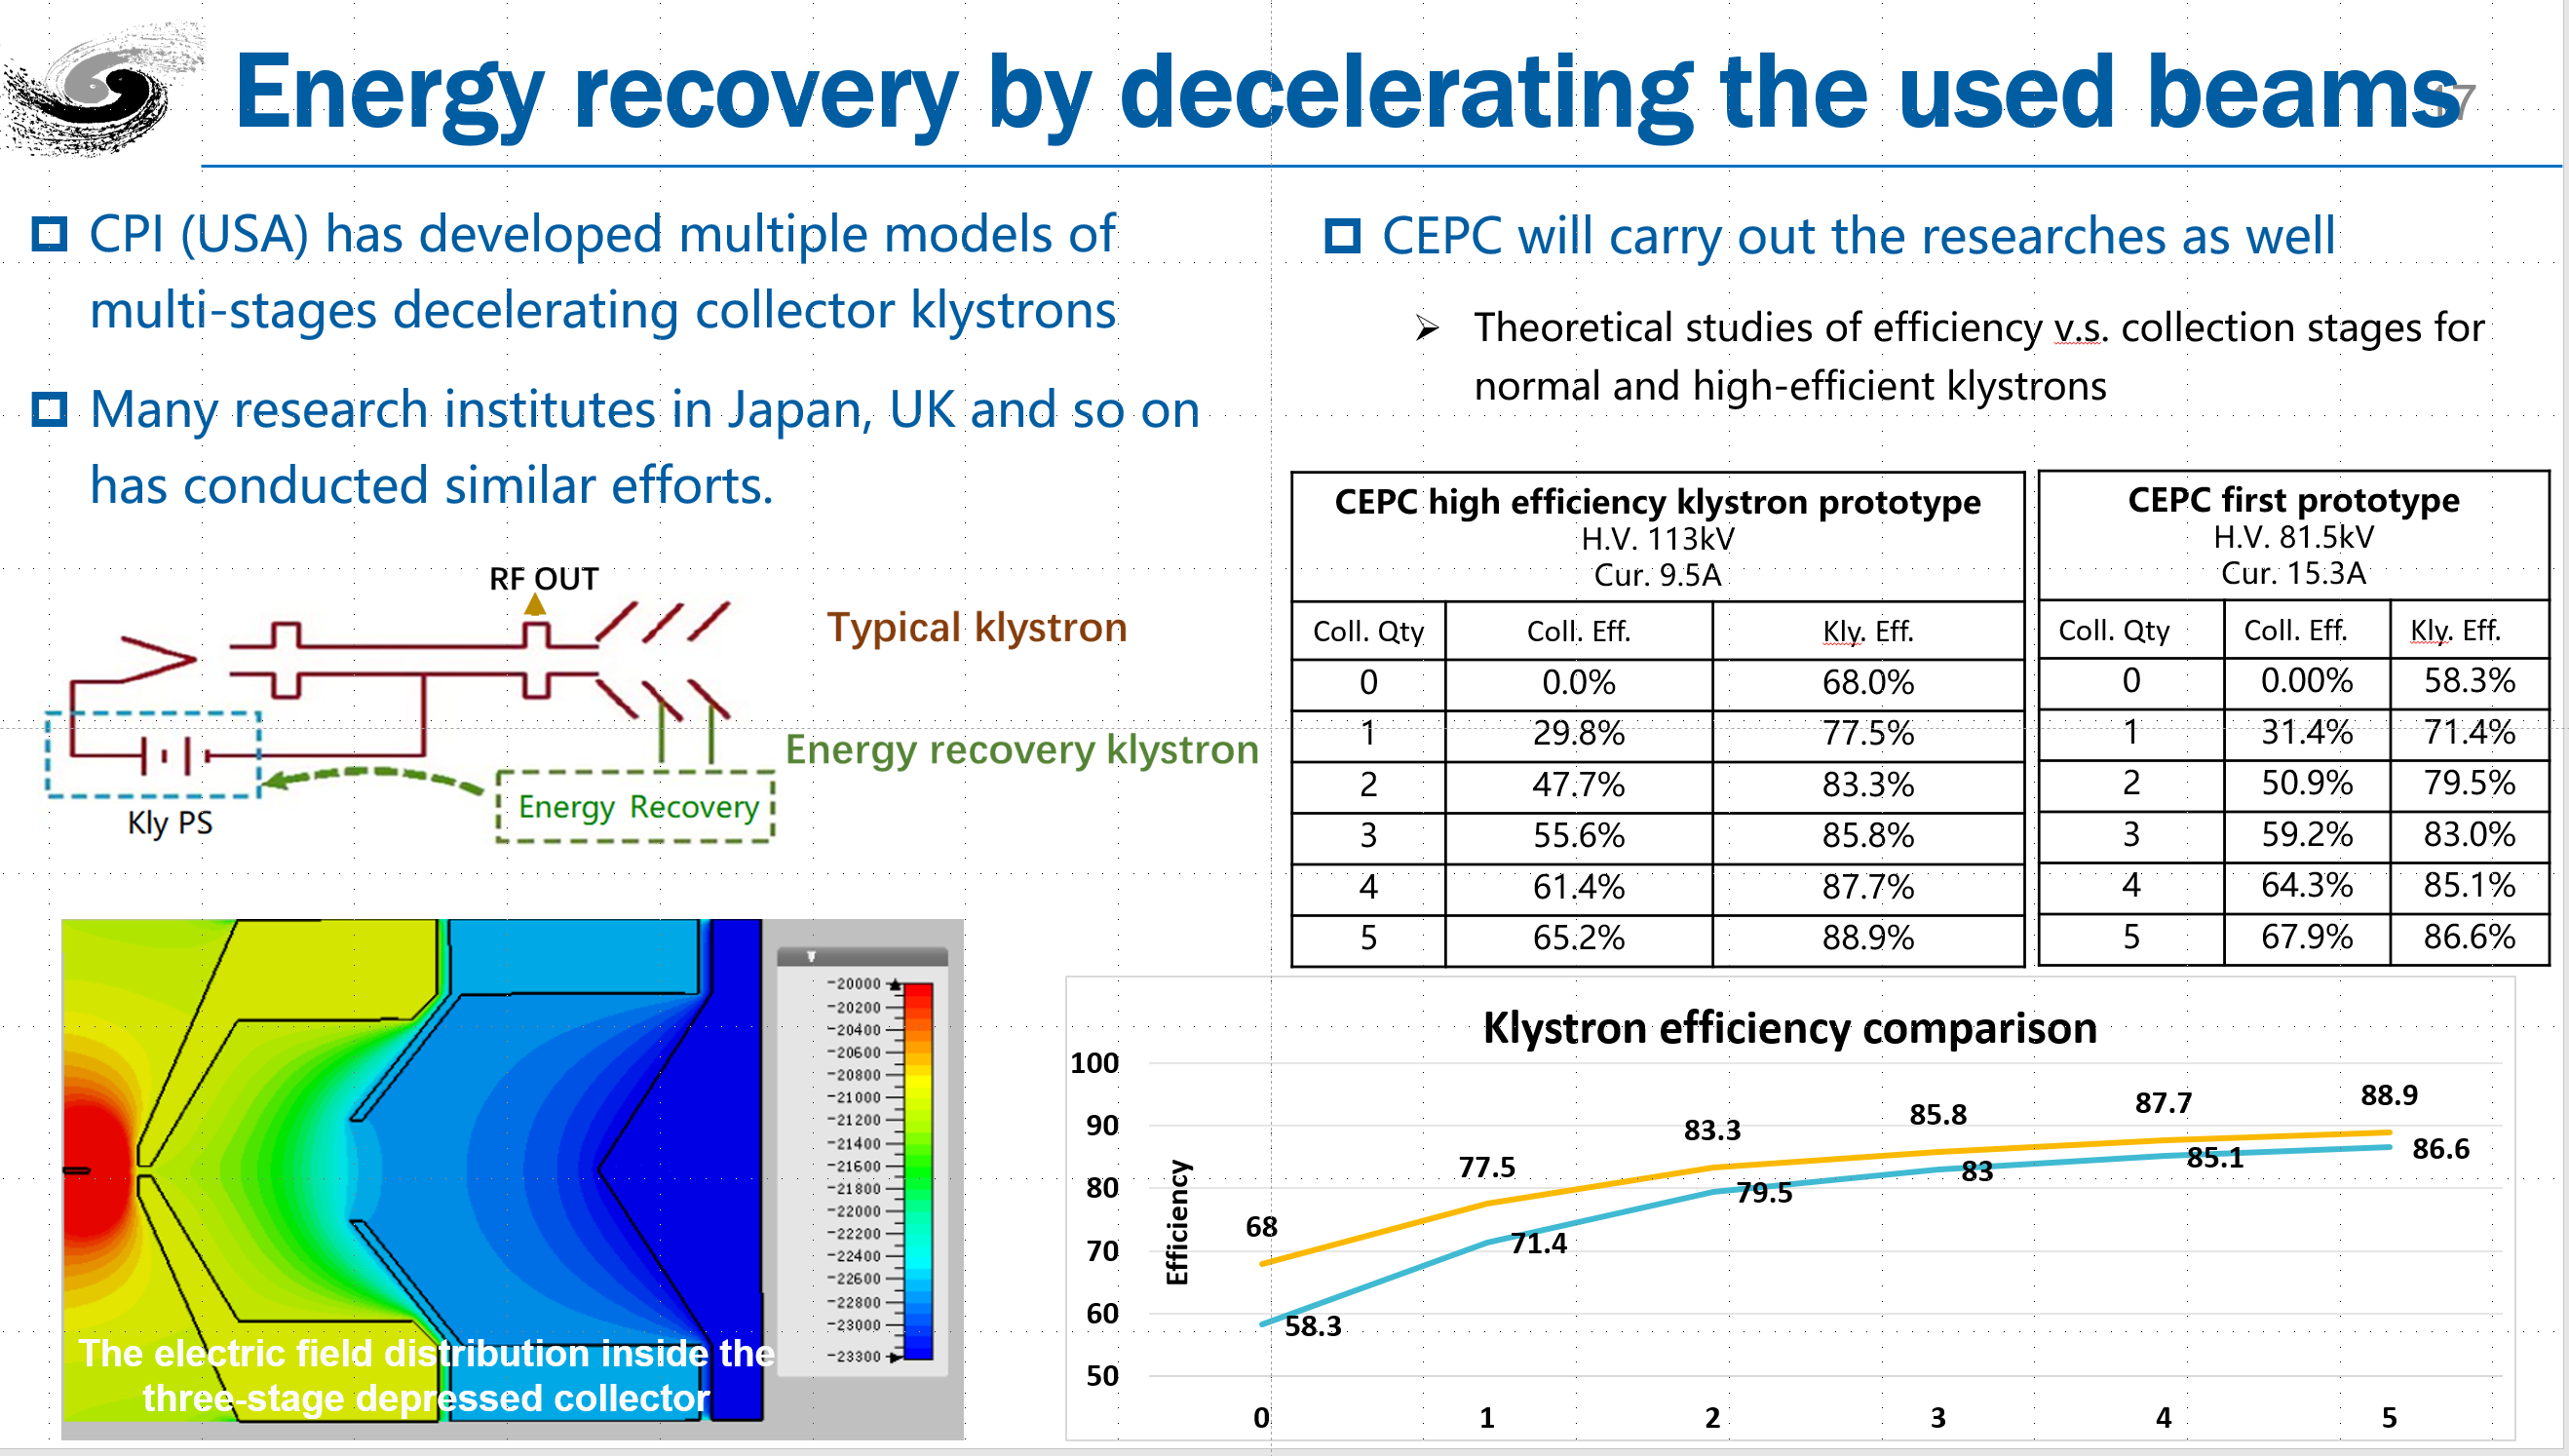 Energy recovery by decelerating the used beams
17
CPI (USA) has developed multiple models of
multi-stages decelerating collector klystrons
Many research institutes in Japan, UK and so on
has conducted similar efforts.
RF OUT
Typical klystron
Energy recovery klystron
Energy Recovery
Kly PS
-20000
-20200
-20400
-20600
-20800
-21000
-21200
-21400
-21600
-21800
-22000
-22200
-22400
-22600
-22800
-23000
-23300
The electric field distribution inside the
three-stage depressed collector
CEPC will carry out the researches as well
Theoretical studies of efficiency v.s. collection stages for
normal and high-efficient klystrons
CEPC high efficiency klystron prototype
H.V. 113kV
Cur. 9.5A
Coll. Qty Coll. Eff. Kly. Eff.
0 0.0% 68.0%
1 29.8% 77.5%
2 47.7% 83.3%
3 55.6% 85.8%
4 61.4% 87.7%
5 65.2% 88.9%
CEPC first prototype
H.V. 81.5kV
Cur. 15.3A
Coll. Qty Coll. Eff. Kly. Eff.
0 0.00% 58.3%
1 31.4% 71.4%
2 50.9% 79.5%
3 59.2% 83.0%
4 64.3% 85.1%
5 67.9% 86.6%
Klystron efficiency comparison
Efficiency
100
90
80
70
60
50
68
77.5
83.3
85.8
87.7
88.9
58.3
71.4
79.5
83
85.1
86.6
0 1 2 3 4 5